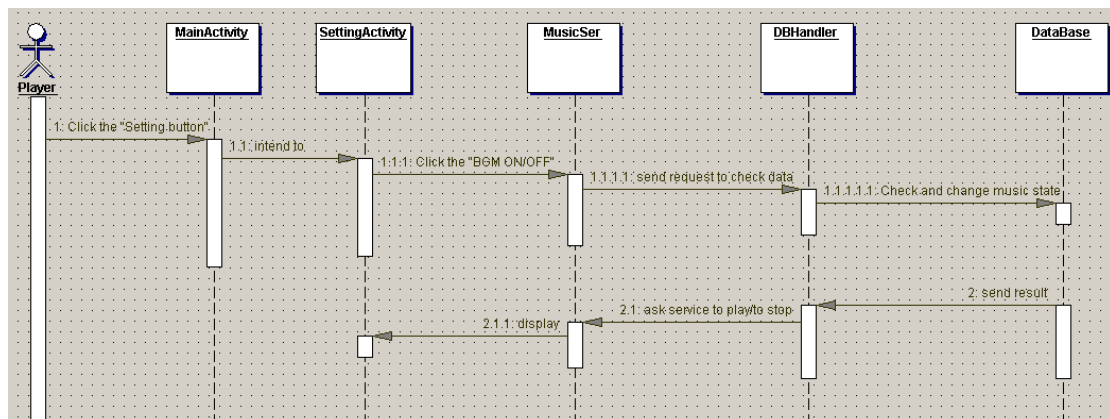 MainActivity
SettingActivity
MusicSer
DBHandler
DataBase
Player
1: Click the "Setting button"
1.1: intend to
1.1.1: Click the "BGM ON/OFF"
1.1.1.1: send request to check data
1.1.1.1.1: Check and change music state
2: send result
2.1: ask service to play/to stop
2.1.1: display